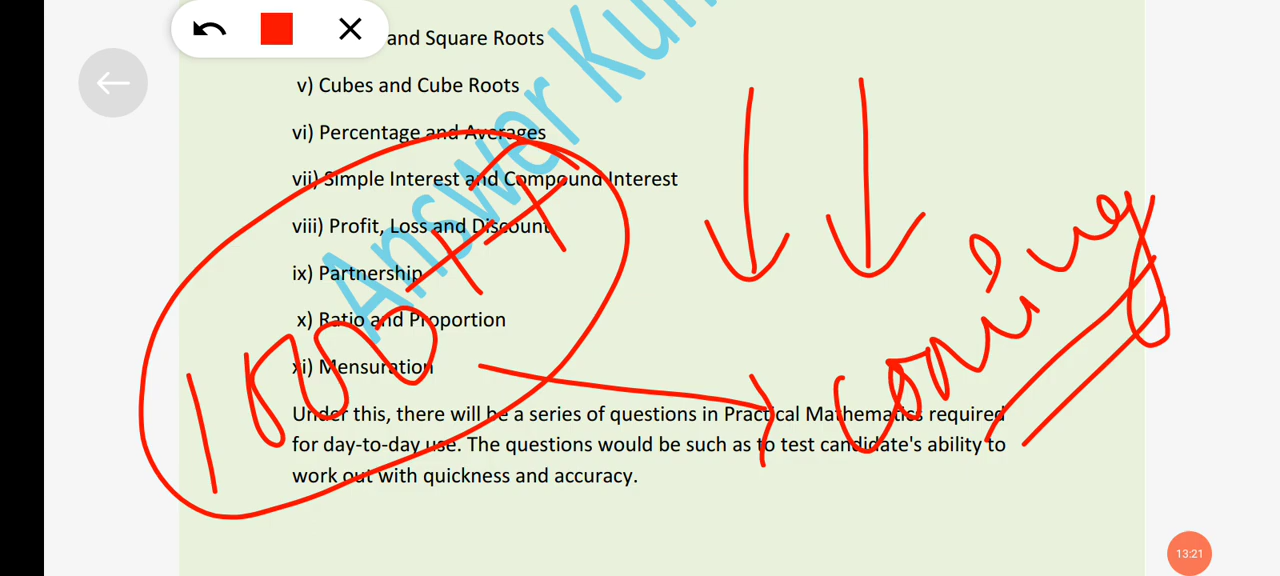 and Square Roots
v) Cubes and Cube Roots
vi) Percentage and Averages
vii) Simple Interest and Compound Interest
viii) Profit, Loss and Discount
ix) Partnership
x) Ratio and Proportion
xi) Mensuration
Under this, there will be a series of questions in Practical Mathematics required
for day-to-day use. The questions would be such as to test candidate's ability to
work out with quickness and accuracy.
Answer
1000++
coming
13:21